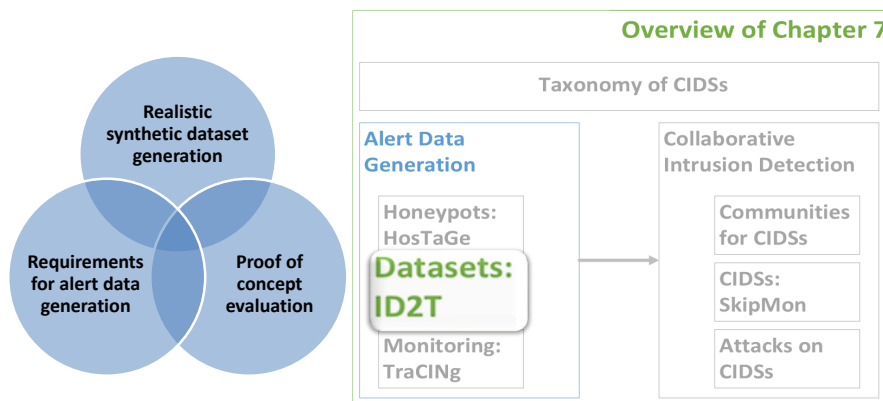 Realistic
synthetic dataset
generation
Requirements
for alert data
generation
Proof of
concept
evaluation
Overview of Chapter 7
Taxonomy of CIDSs
Alert Data
Generation
Honeypots:
HosTaGe
Datasets:
ID2T
Monitoring:
TraCINg
Collaborative
Intrusion Detection
Communities
for CIDSs
CIDSs:
SkipMon
Attacks on
CIDSs